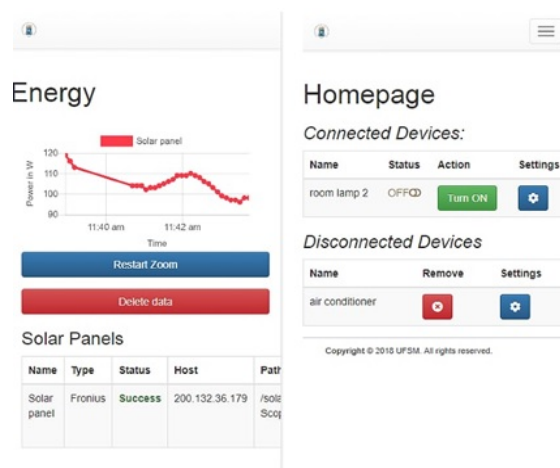 Energy
Solar panel
Power in W
120
110
100
90
11:40 am 11:42 am
Time
Restart Zoom
Delete data
Solar Panels
Name Type Status Host
Solar panel Fronius Success 200.132.36.179
Homepage
Connected Devices:
Name Status Action Settings
room lamp 2 OFF Turn ON
Disconnected Devices
Name Remove Settings
air conditioner
Copyright © 2018 UFSM. All rights reserved.